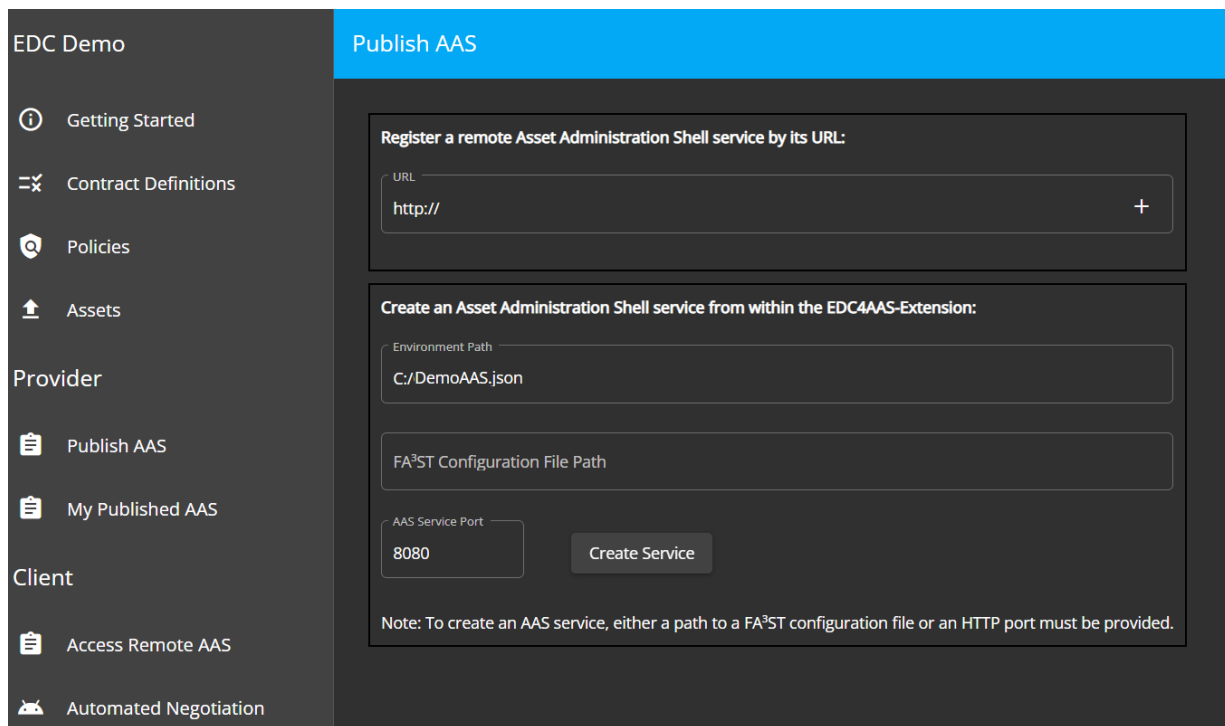 EDC Demo
Getting Started
Contract Definitions
Policies
Assets
Provider
Publish AAS
My Published AAS
Client
Access Remote AAS
Automated Negotiation
Publish AAS
Register a remote Asset Administration Shell service by its URL:
URL
http://
Create an Asset Administration Shell service from within the EDC4AAS-Extension:
Environment Path
C:/DemoAAS.json
FA³ST Configuration File Path
AAS Service Port
8080
Create Service
Note: To create an AAS service, either a path to a FA³ST configuration file or an HTTP port must be provided.